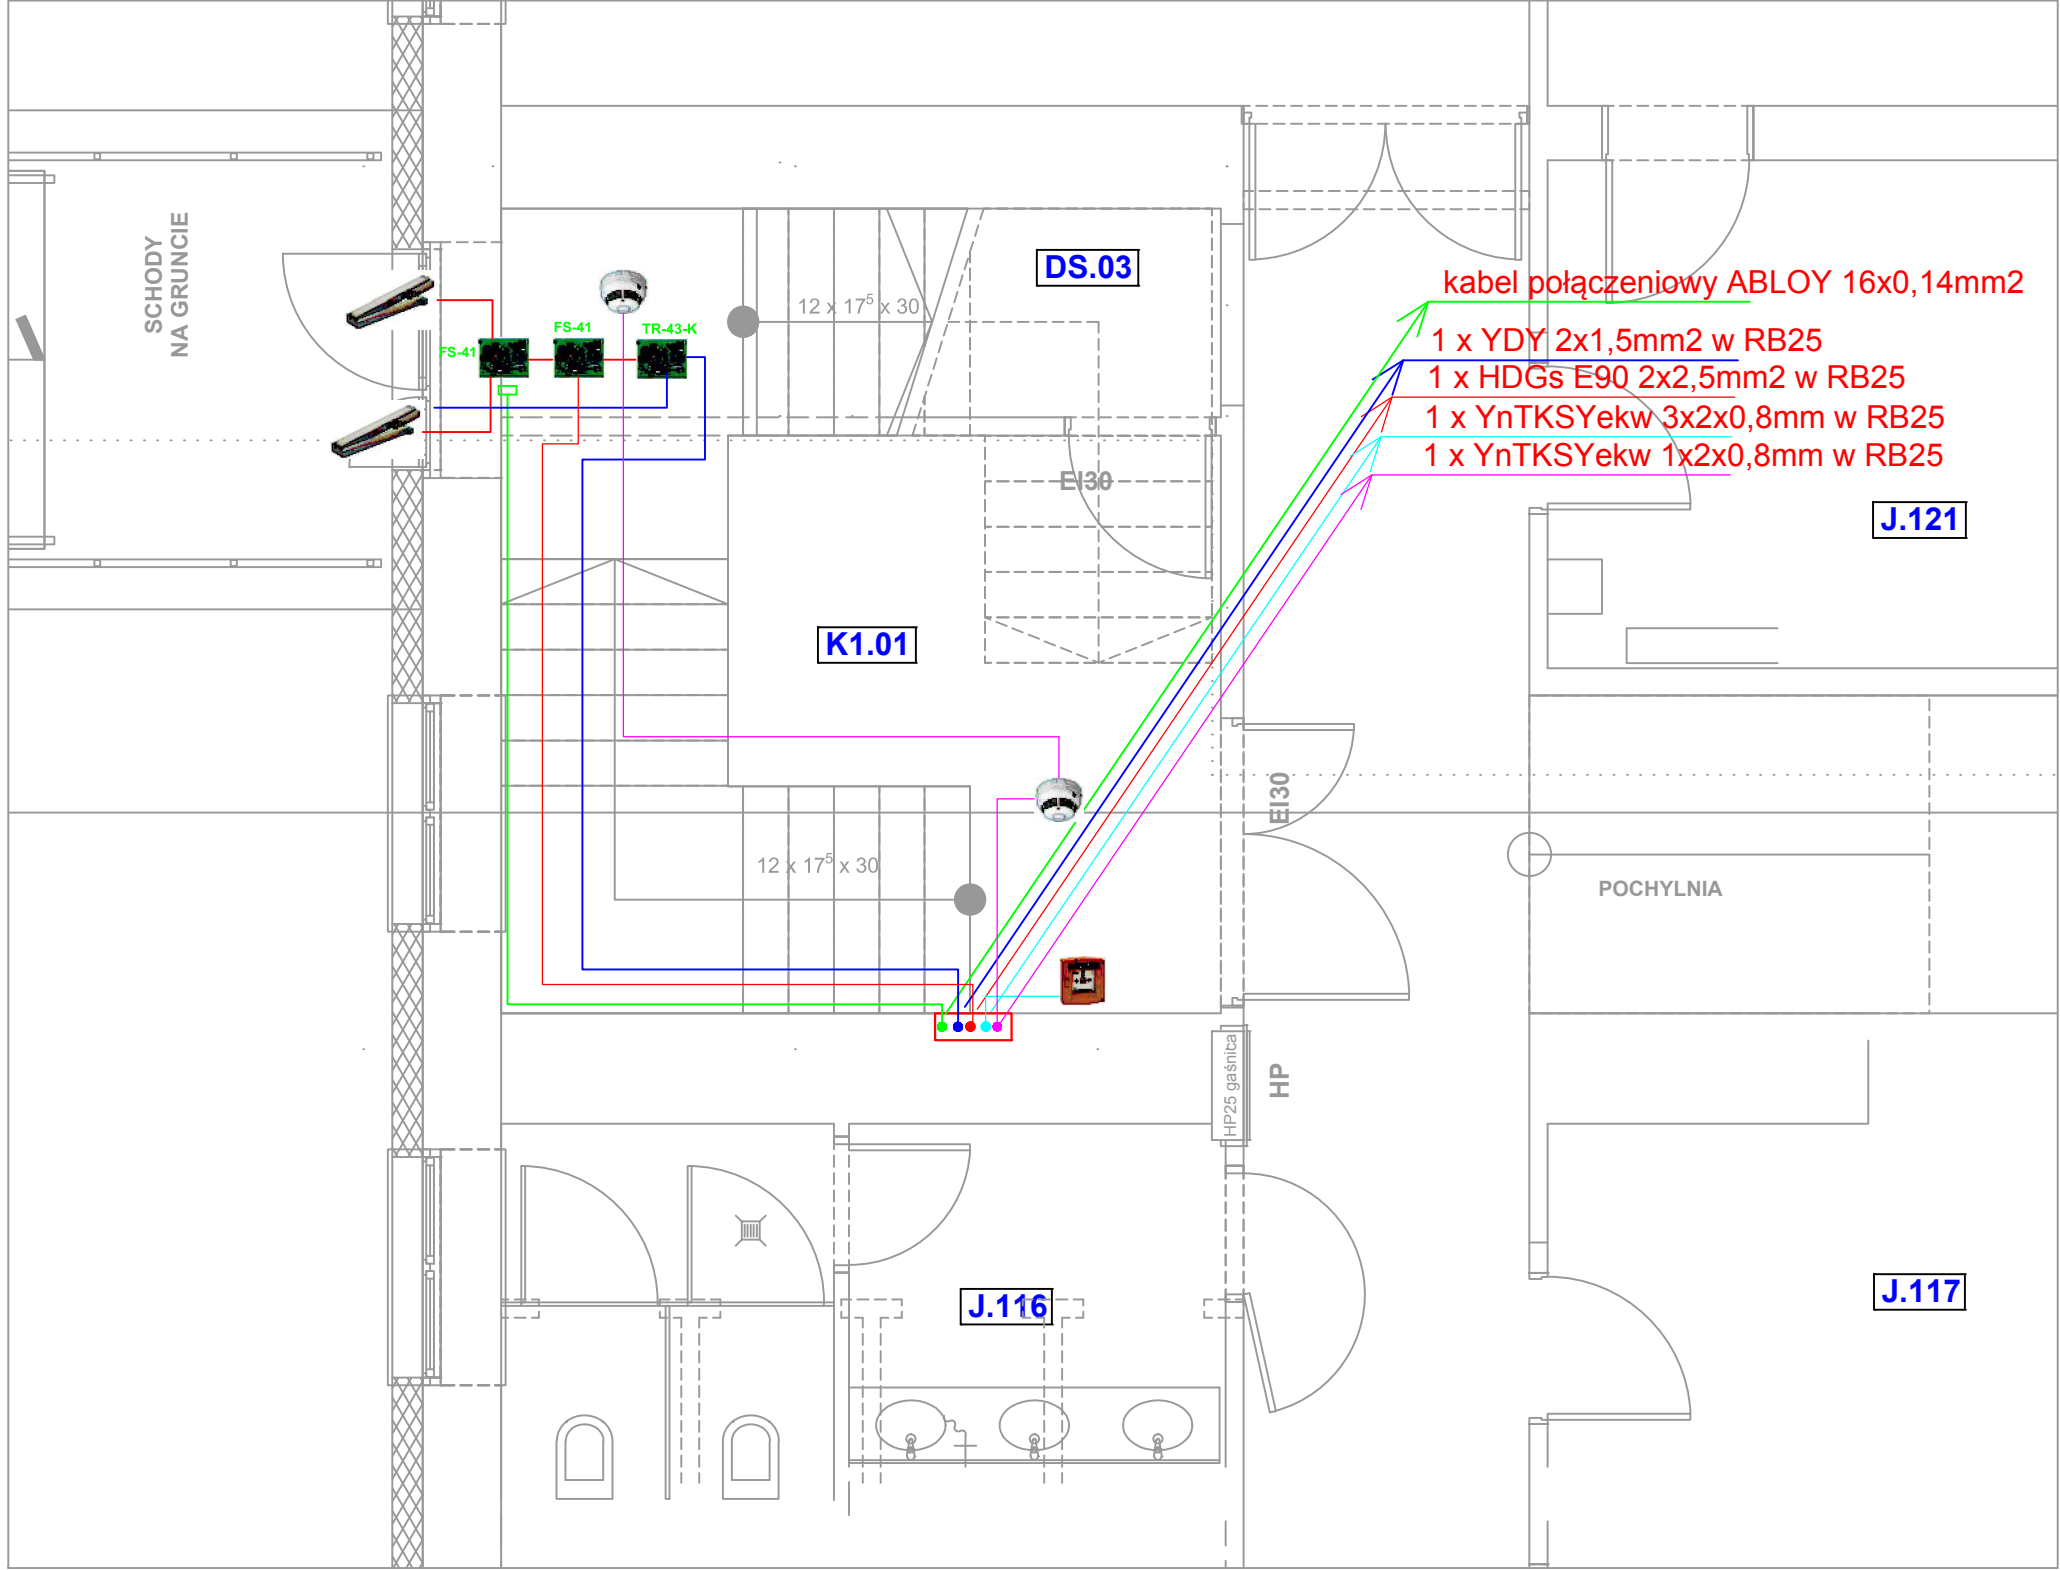 SCHODY
NA GRUNCIE
DS.03
kabel połączeniowy ABLOY 16x0,14mm2
12 x 17⁵ x 30
FS-41
TR-43-K
FS-41
1 x YDY 2x1,5mm2 w RB25
1 x HDGs E90 2x2,5mm2 w RB25
1 x YnTKSYekw 3x2x0,8mm w RB25
1 x YnTKSYekw 1x2x0,8mm w RB25
EI30
J.121
K1.01
EI30
12 x 17⁵ x 30
POCHYLNIA
HP25 gaśnica
HP
J.116
J.117